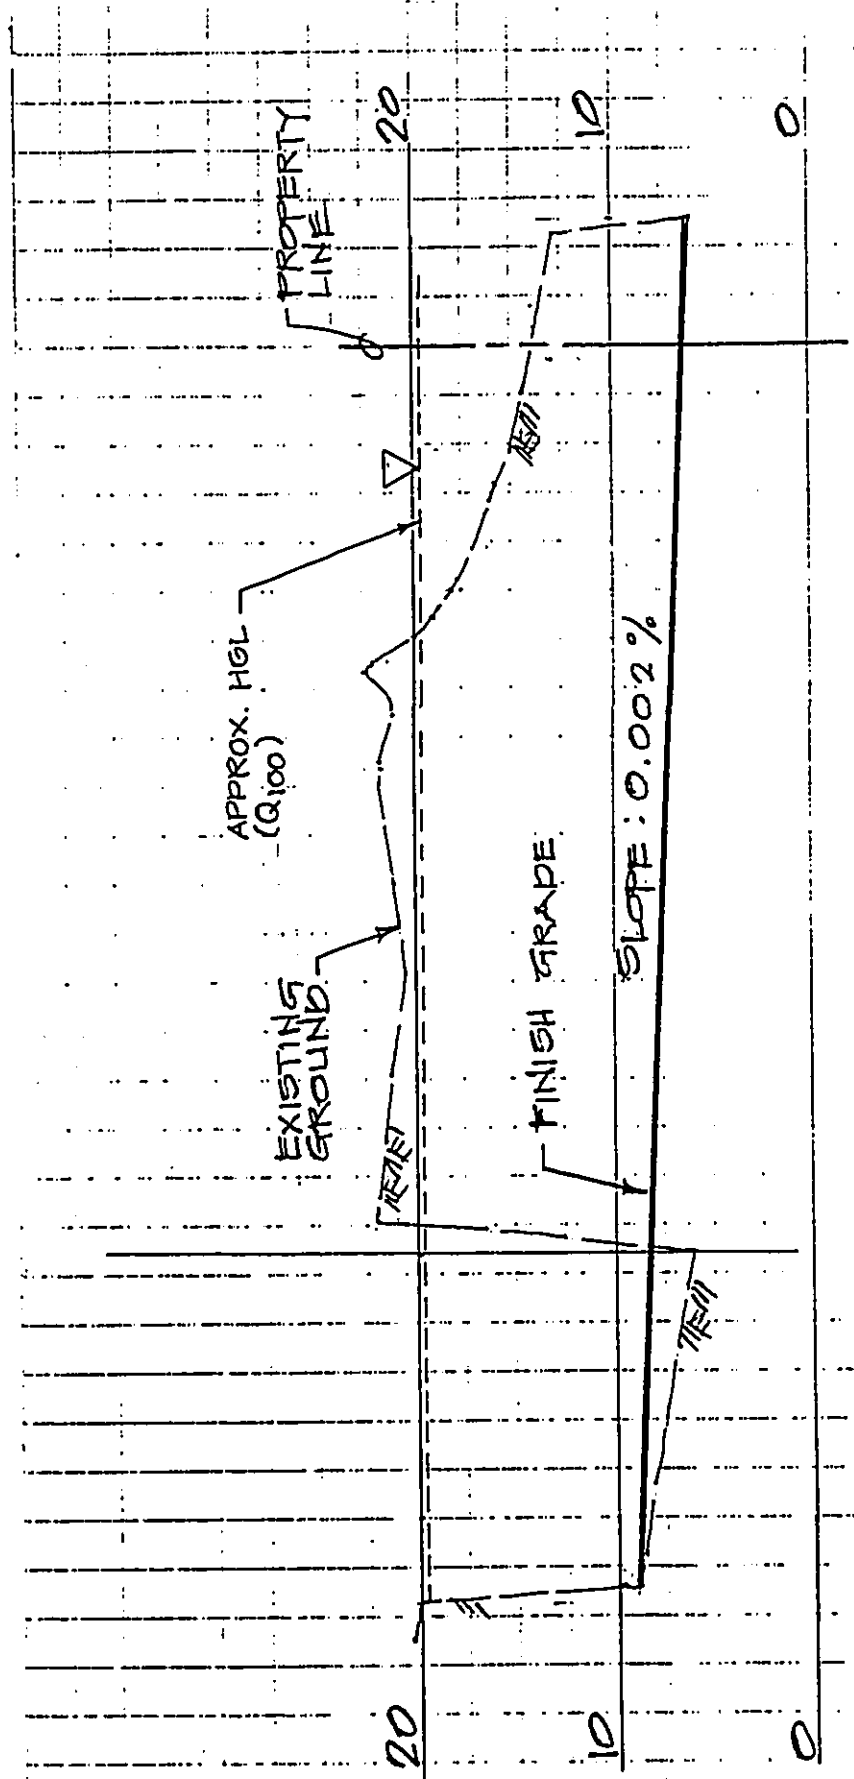 20
10
0
PROPERTY
LINE
APPROX. HGL
(Q100)
EXISTING
GROUND
FINISH GRADE
SLOPE: 0.002%
20
10
0